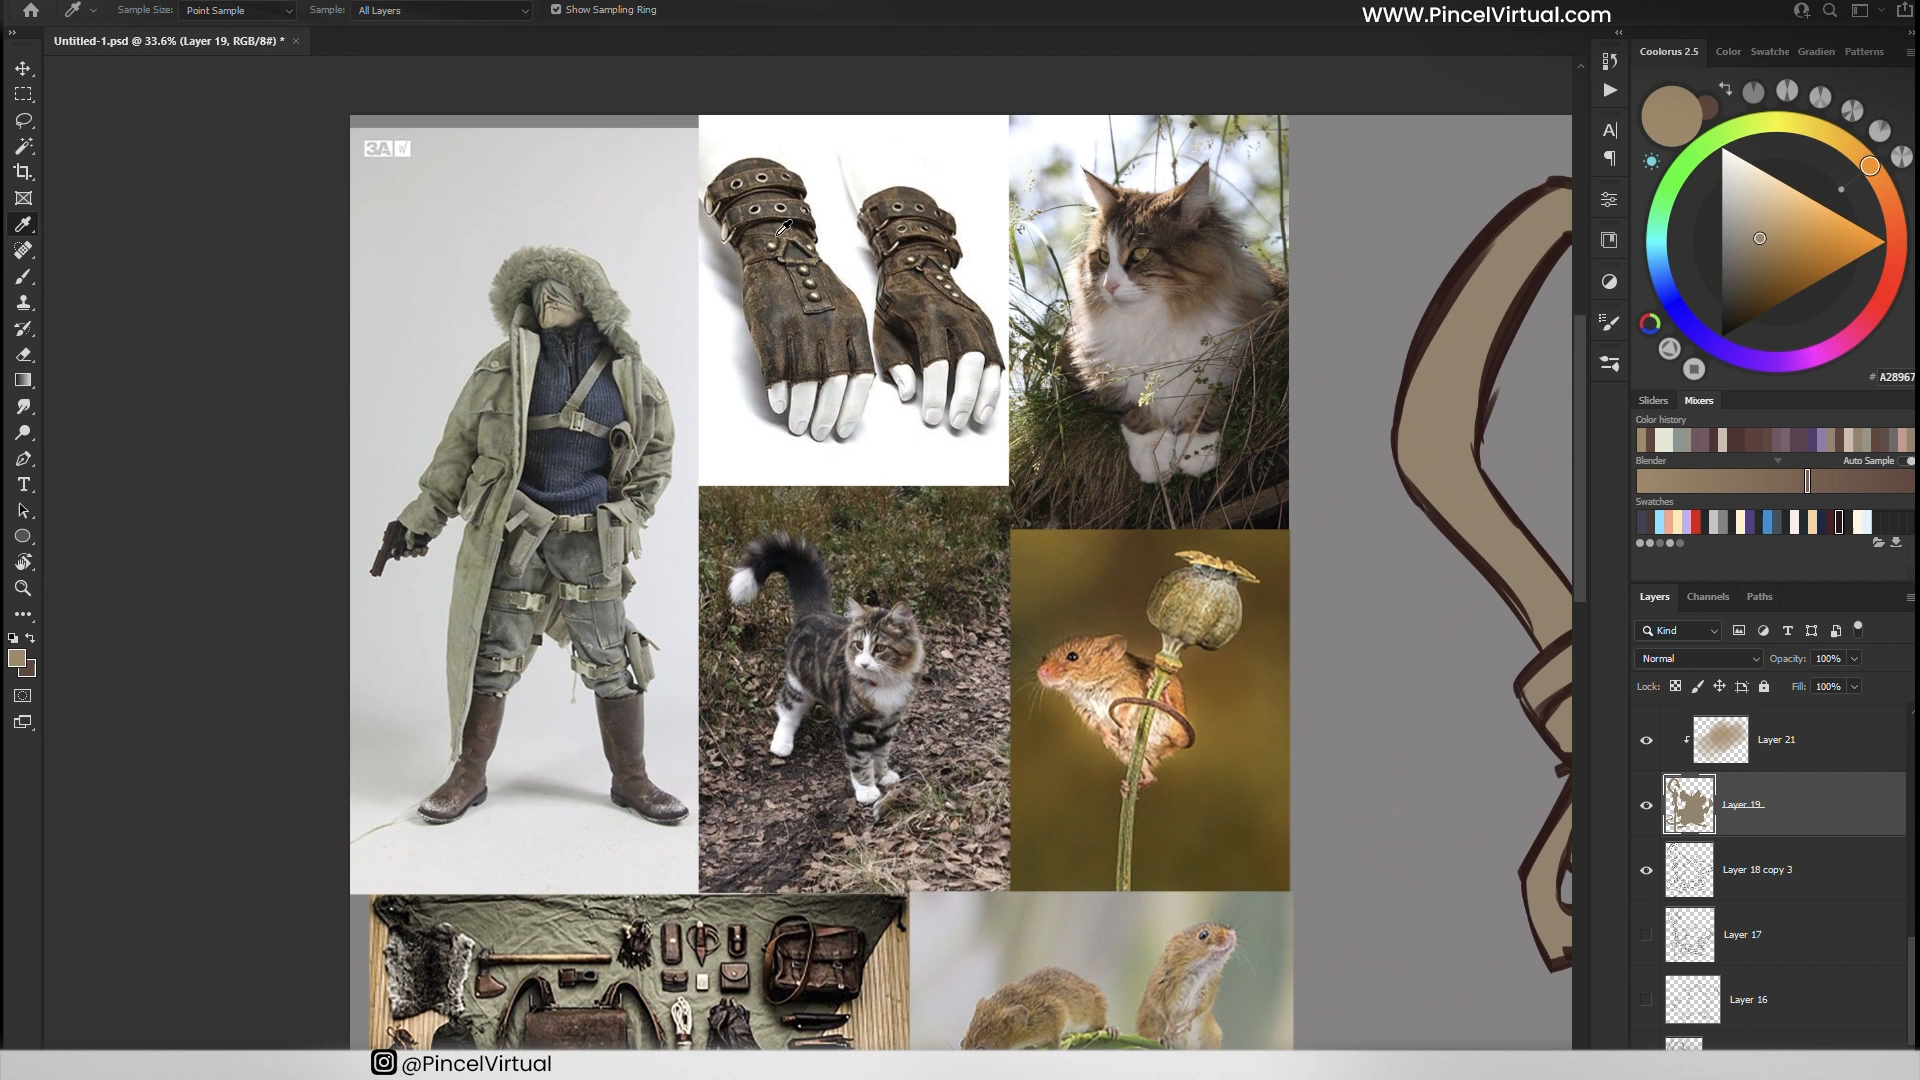 Sample Size: Point Sample Sample: All Layers Show Sampling Ring
WWW.PincelVirtual.com
Untitled-1.psd @ 33.6% (Layer 19, RGB/8#) * ×
3A
Coolorus 2.5 Color Swatche Gradien Patterns
# A28967
Sliders Mixers
Color history
Blender Auto Sample
Swatches
Layers Channels Paths
Kind
Normal Opacity: 100%
Lock: Fill: 100%
Layer 21
Layer 19
Layer 18 copy 3
Layer 17
Layer 16
@PincelVirtual